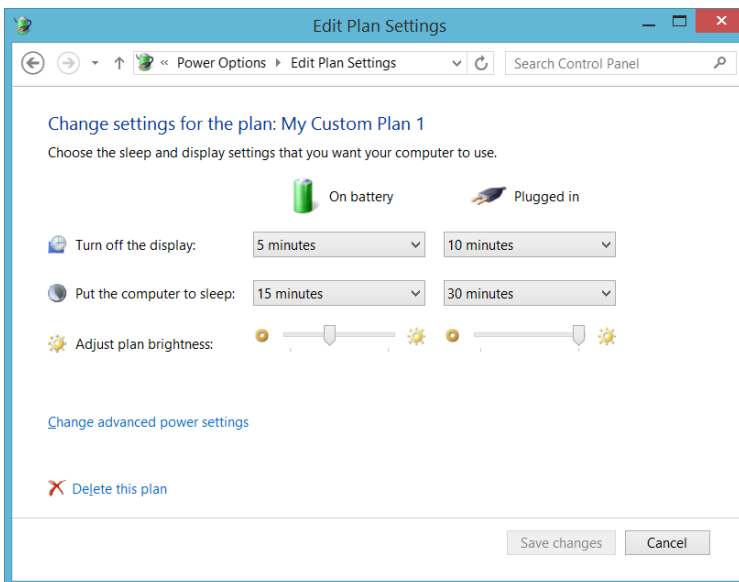 Edit Plan Settings
« Power Options Edit Plan Settings Search Control Panel
Change settings for the plan: My Custom Plan 1
Choose the sleep and display settings that you want your computer to use.
On battery Plugged in
Turn off the display: 5 minutes 10 minutes
Put the computer to sleep: 15 minutes 30 minutes
Adjust plan brightness:
Change advanced power settings
Delete this plan
Save changes Cancel